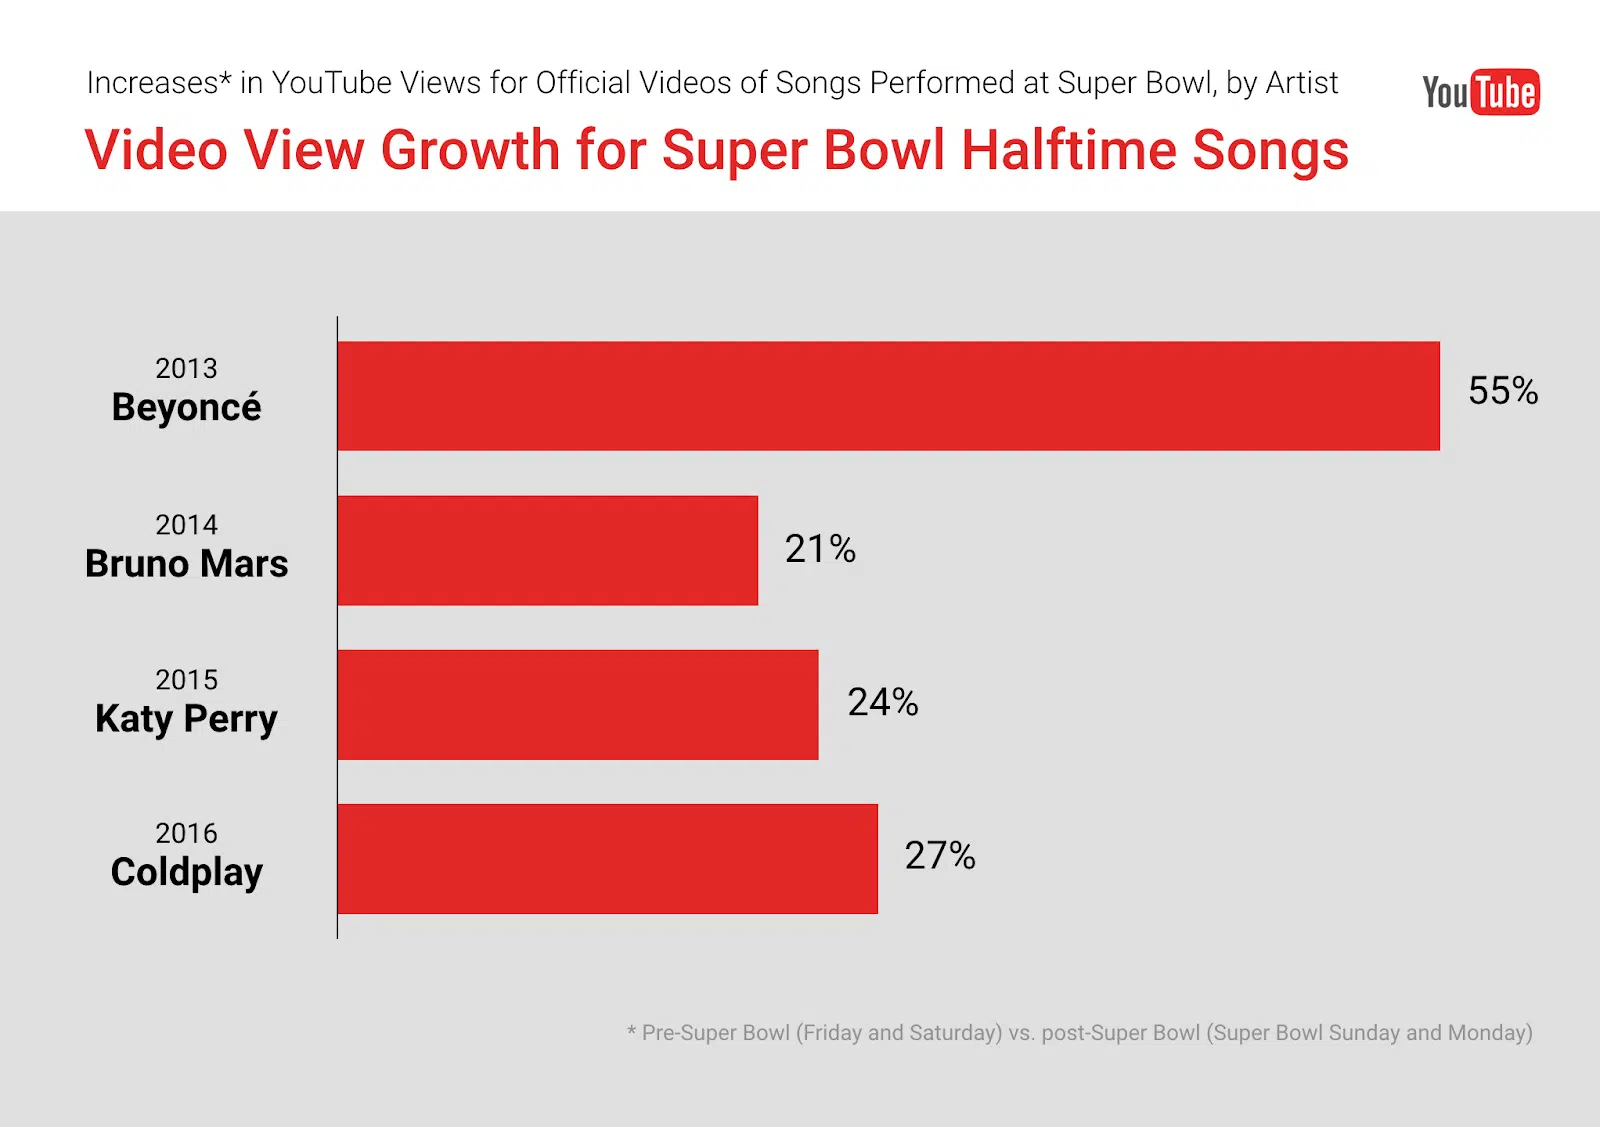 Increases* in YouTube Views for Official Videos of Songs Performed at Super Bowl, by Artist
YouTube
Video View Growth for Super Bowl Halftime Songs
2013
Beyoncé
55%
2014
Bruno Mars
21%
2015
Katy Perry
24%
2016
Coldplay
27%
* Pre-Super Bowl (Friday and Saturday) vs. post-Super Bowl (Super Bowl Sunday and Monday)